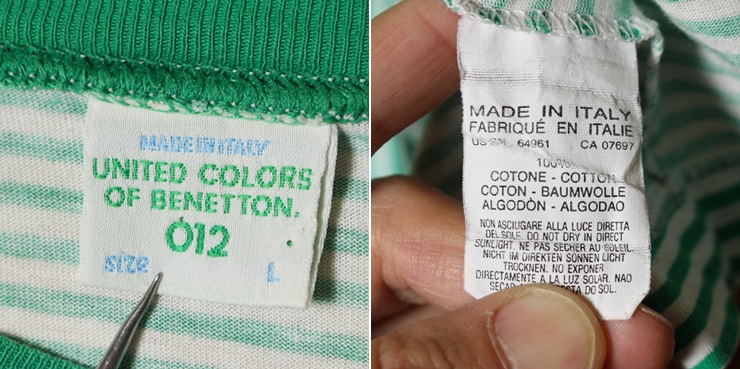 MADE IN ITALY
UNITED COLORS
OF BENETTON.
012
SIZE L
MADE IN ITALY
FABRIQUÉ EN ITALIE
US RN. 64961 CA 07697
100%
COTONE - COTTON
COTON - BAUMWOLLE
ALGODÒN - ALGODAO
NON ASCIUGARE ALLA LUCE DIRETTA
DEL SOLE. DO NOT DRY IN DIRECT
SUNLIGHT. NE PAS SECHER AU SOLEIL.
NICHT IM DIREKTEN SONNEN LICHT
TROCKNEN. NO EXPONER
DIRECTAMENTE A LA LUZ SOLAR. NAO
DO SOL.